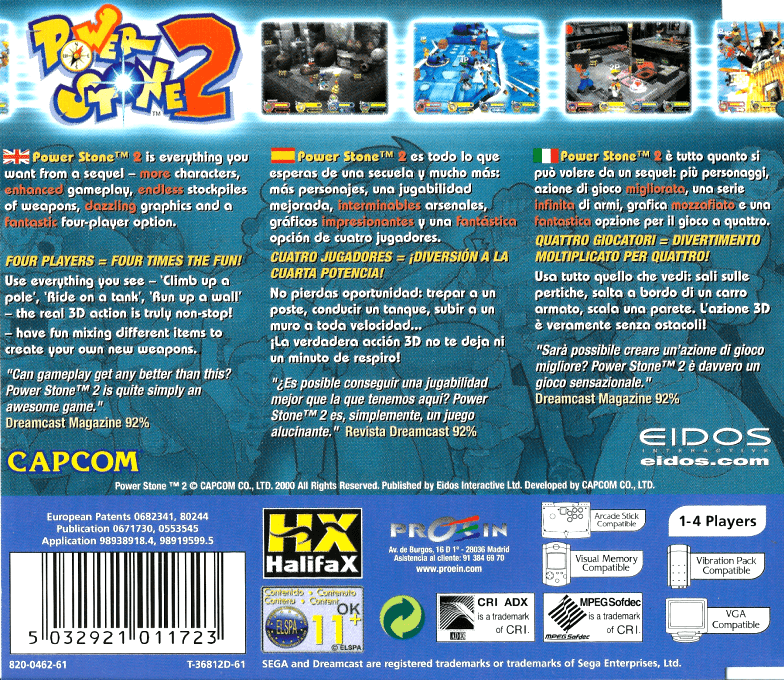 POWER STONE 2™
Power Stone™ 2 is everything you
want from a sequel – more characters,
enhanced gameplay, endless stockpiles
of weapons, dazzling graphics and a
fantastic four-player option.
FOUR PLAYERS = FOUR TIMES THE FUN!
Use everything you see – 'Climb up a
pole', 'Ride on a tank', 'Run up a wall'
– the real 3D action is truly non-stop!
– have fun mixing different items to
create your own new weapons.
"Can gameplay get any better than this?
Power Stone™ 2 is quite simply an
awesome game."
Dreamcast Magazine 92%
Power Stone™ 2 es todo lo que
esperas de una secuela y mucho más:
más personajes, una jugabilidad
mejorada, interminables arsenales,
gráficos impresionantes y una fantástica
opción de cuatro jugadores.
CUATRO JUGADORES = ¡DIVERSIÓN A LA
CUARTA POTENCIA!
No pierdas oportunidad: trepar a un
poste, conducir un tanque, subir a un
muro a toda velocidad...
¡La verdadera acción 3D no te deja ni
un minuto de respiro!
"¿Es posible conseguir una jugabilidad
mejor que la que tenemos aquí? Power
Stone™ 2 es, simplemente, un juego
alucinante." Revista Dreamcast 92%
Power Stone™ 2 è tutto quanto si
può volere da un sequel: più personaggi,
azione di gioco migliorata, una serie
infinita di armi, grafica mozzafiato e una
fantastica opzione per il gioco a quattro.
QUATTRO GIOCATORI = DIVERTIMENTO
MOLTIPLICATO PER QUATTRO!
Usa tutto quello che vedi: sali sulle
pertiche, salta a bordo di un carro
armato, scala una parete. L'azione 3D
è veramente senza ostacoli!
"Sarà possibile creare un'azione di gioco
migliore? Power Stone™ 2 è davvero un
gioco sensazionale."
Dreamcast Magazine 92%
CAPCOM
EIDOS
INTERACTIVE
eidos.com
Power Stone ™ 2 © CAPCOM CO., LTD. 2000 All Rights Reserved. Published by Eidos Interactive Ltd. Developed by CAPCOM CO., LTD.
European Patents 0682341, 80244
Publication 0671730, 0553545
Application 98938918.4, 98919599.5
5 032921 011723
820-0462-61
T-36812D-61
HX
HalifaX
PROEIN
Av. de Burgos, 16 D 1º - 28036 Madrid
Asistencia al cliente: 91 384 69 70
www.proein.com
Arcade Stick
Compatible
1-4 Players
Visual Memory
Compatible
Vibration Pack
Compatible
VGA
Compatible
Contenido • Contenuto
Contenu • Content
ELSPA
OK
11+
© ELSPA
ADX
CRI ADX
is a trademark
of CRI.
MPEG Sofdec
MPEG Sofdec
is a trademark
of CRI.
SEGA and Dreamcast are registered trademarks or trademarks of Sega Enterprises, Ltd.